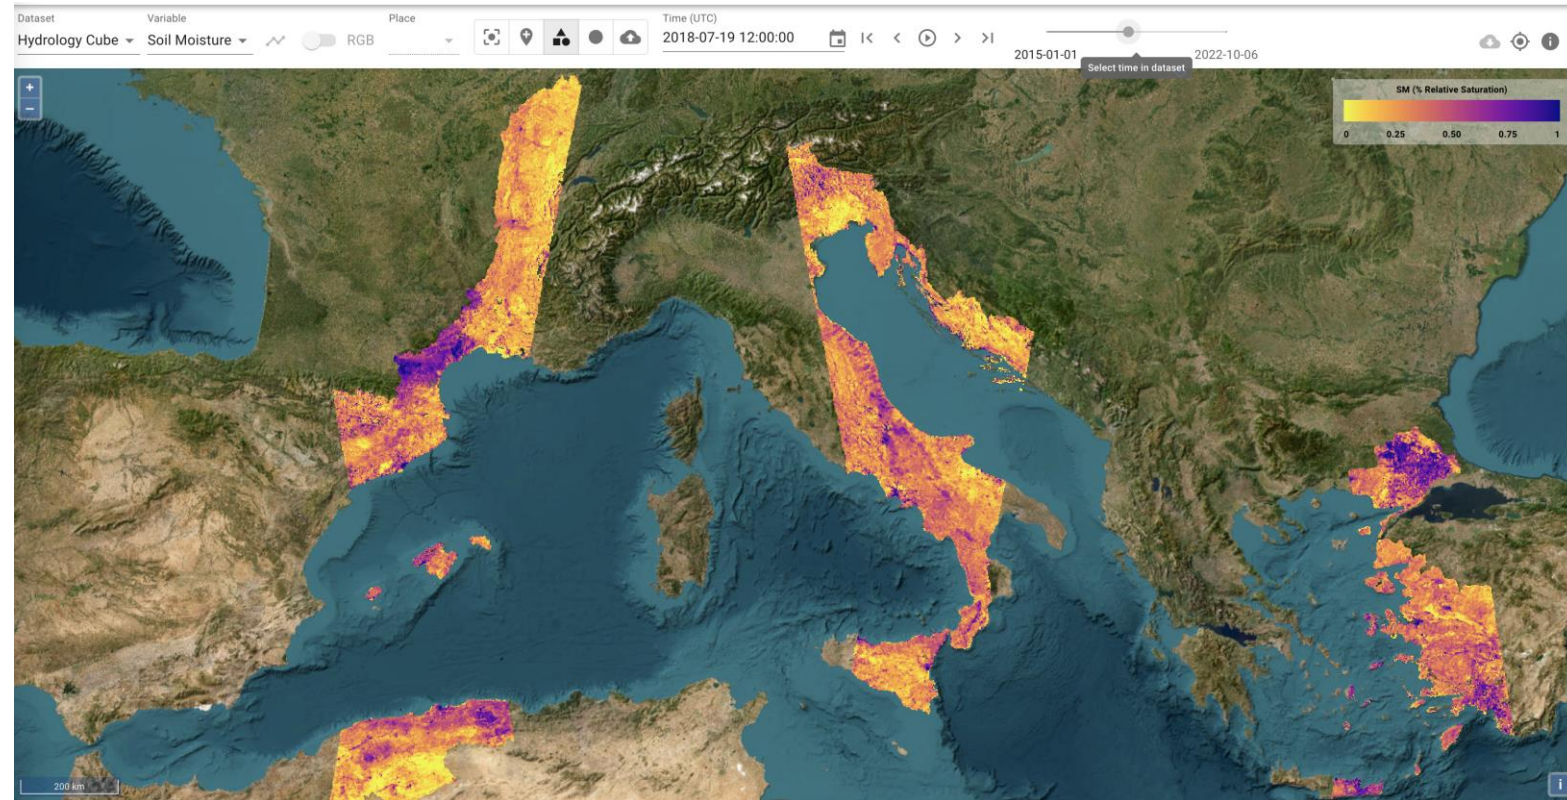 Dataset
Variable
Place
Time (UTC)
Hydrology Cube
Soil Moisture
RGB
2018-07-19 12:00:00
2015-01-01
2022-10-06
Select time in dataset
+
−
SM (% Relative Saturation)
0 0.25 0.50 0.75 1
200 km
i